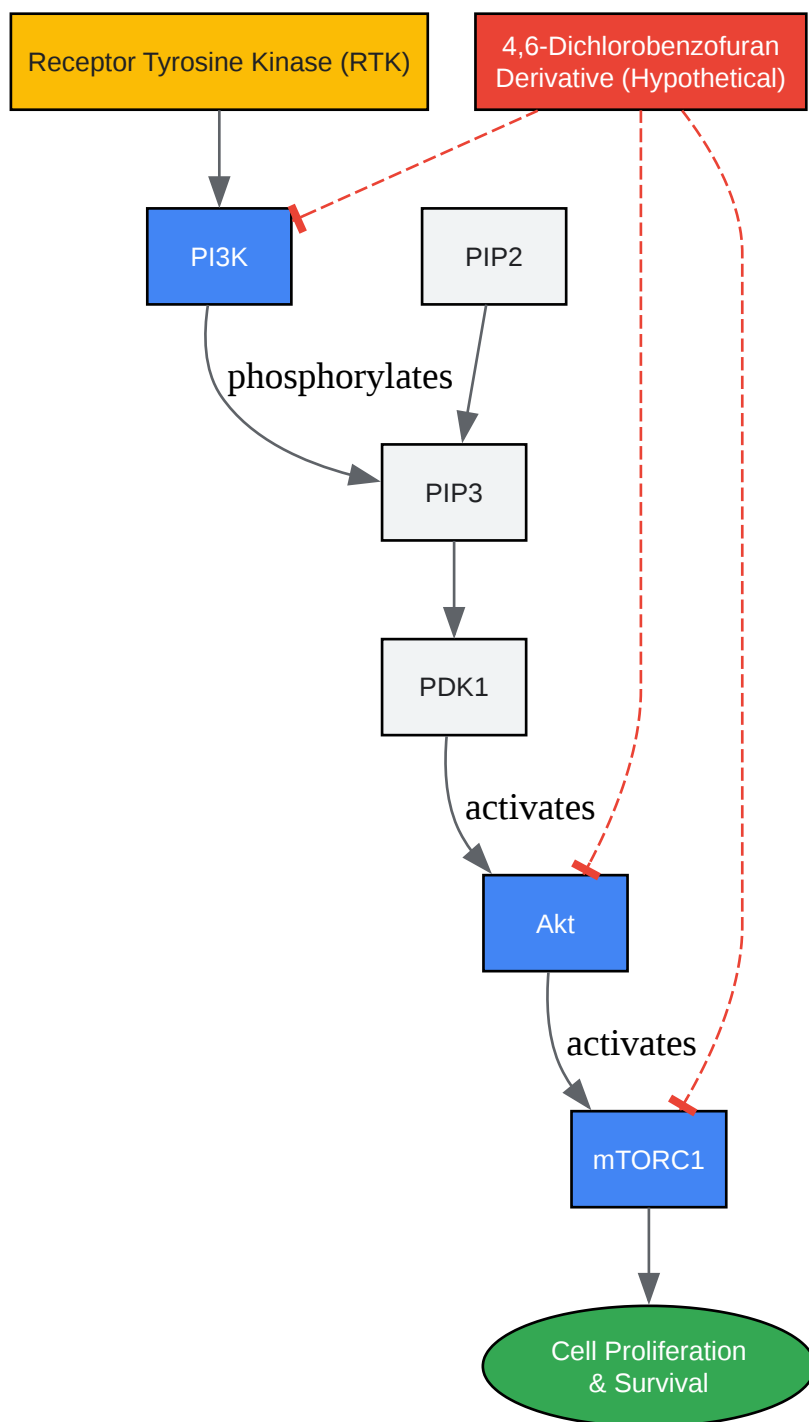 Receptor Tyrosine Kinase (RTK)
4,6-Dichlorobenzofuran
Derivative (Hypothetical)
PI3K
PIP2
phosphorylates
PIP3
PDK1
activates
Akt
activates
mTORC1
Cell Proliferation
& Survival